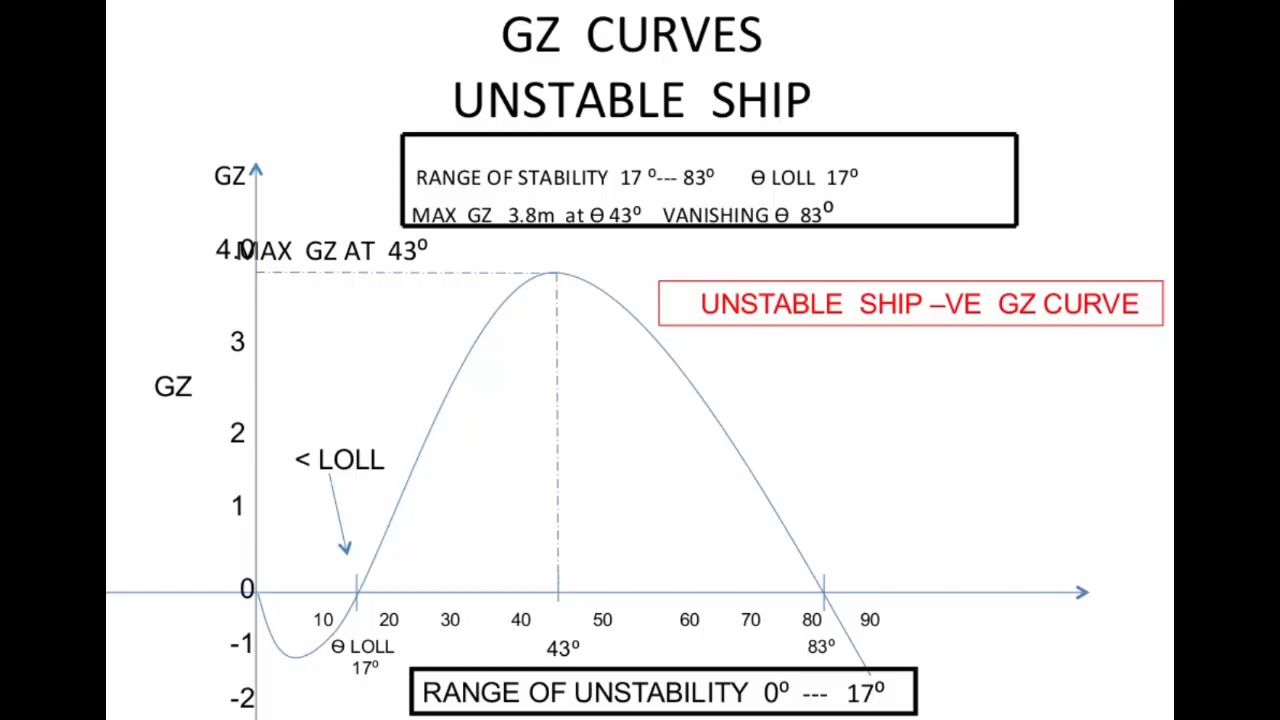 GZ CURVES
UNSTABLE SHIP
RANGE OF STABILITY 17 º--- 83º Ɵ LOLL 17º
MAX GZ 3.8m at Ɵ 43º VANISHING Ɵ 83º
GZ
4.0
MAX GZ AT 43º
UNSTABLE SHIP –VE GZ CURVE
3
GZ
2
< LOLL
1
0
10 20 30 40 50 60 70 80 90
-1
Ɵ LOLL
17º
43º
83º
-2
RANGE OF UNSTABILITY 0º --- 17º